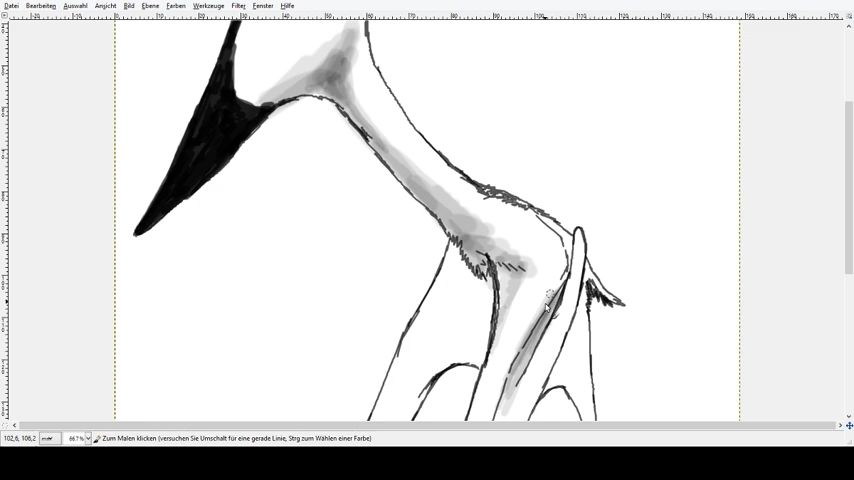 Datei Bearbeiten Auswahl Ansicht Bild Ebene Farben Werkzeuge Filter Fenster Hilfe
102,6, 106,2 mm 66.7% Zum Malen klicken (versuchen Sie Umschalt für eine gerade Linie, Strg zum Wählen einer Farbe)